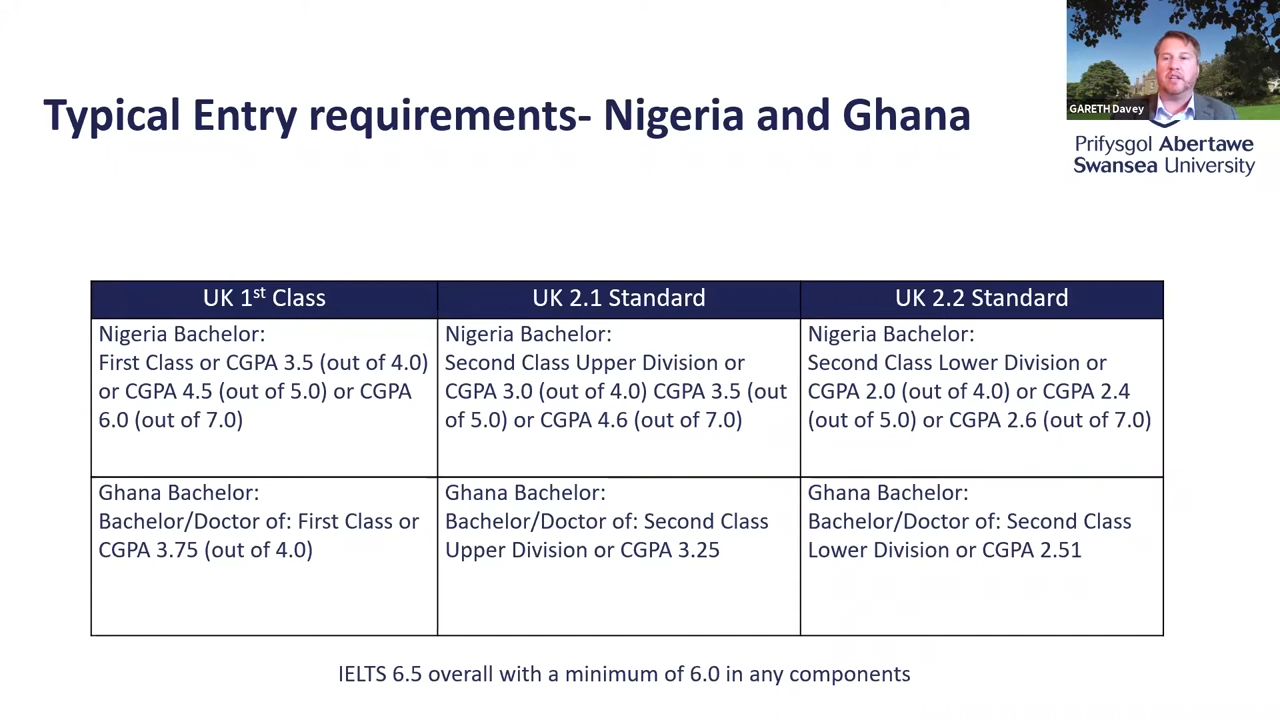 Typical Entry requirements- Nigeria and Ghana
GARETH Davey
Prifysgol Abertawe
Swansea University
UK 1st Class
UK 2.1 Standard
UK 2.2 Standard
Nigeria Bachelor:
First Class or CGPA 3.5 (out of 4.0)
or CGPA 4.5 (out of 5.0) or CGPA
6.0 (out of 7.0)
Nigeria Bachelor:
Second Class Upper Division or
CGPA 3.0 (out of 4.0) CGPA 3.5 (out
of 5.0) or CGPA 4.6 (out of 7.0)
Nigeria Bachelor:
Second Class Lower Division or
CGPA 2.0 (out of 4.0) or CGPA 2.4
(out of 5.0) or CGPA 2.6 (out of 7.0)
Ghana Bachelor:
Bachelor/Doctor of: First Class or
CGPA 3.75 (out of 4.0)
Ghana Bachelor:
Bachelor/Doctor of: Second Class
Upper Division or CGPA 3.25
Ghana Bachelor:
Bachelor/Doctor of: Second Class
Lower Division or CGPA 2.51
IELTS 6.5 overall with a minimum of 6.0 in any components